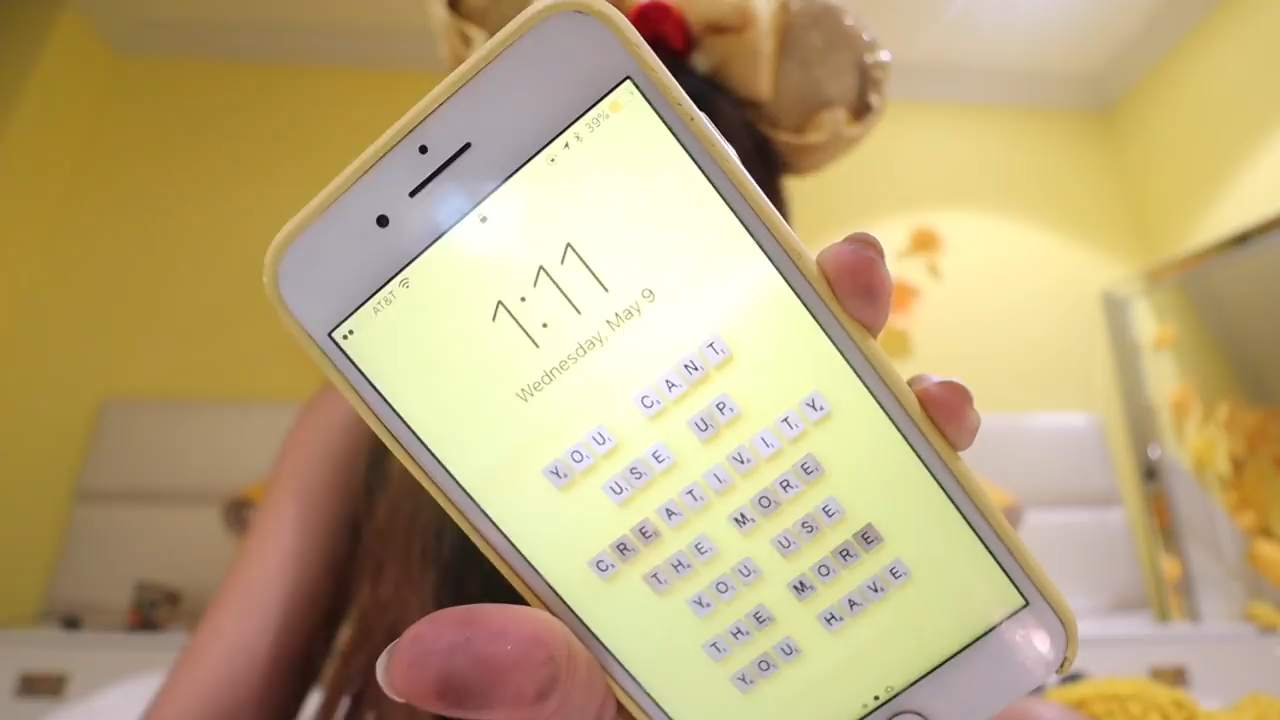 AT&T 39%
1:11
Wednesday, May 9
YOU CANT
USE UP
CREATIVITY
THE MORE
YOU USE
THE MORE
YOU HAVE